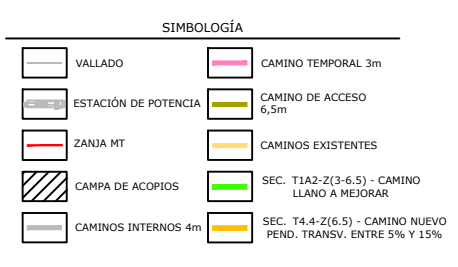 SIMBOLOGÍA
VALLADO
ESTACIÓN DE POTENCIA
ZANJA MT
CAMPA DE ACOPIOS
CAMINOS INTERNOS 4m
CAMINO TEMPORAL 3m
CAMINO DE ACCESO
6,5m
CAMINOS EXISTENTES
SEC. T1A2-Z(3-6.5) - CAMINO
LLANO A MEJORAR
SEC. T4.4-Z(6.5) - CAMINO NUEVO
PEND. TRANSV. ENTRE 5% Y 15%